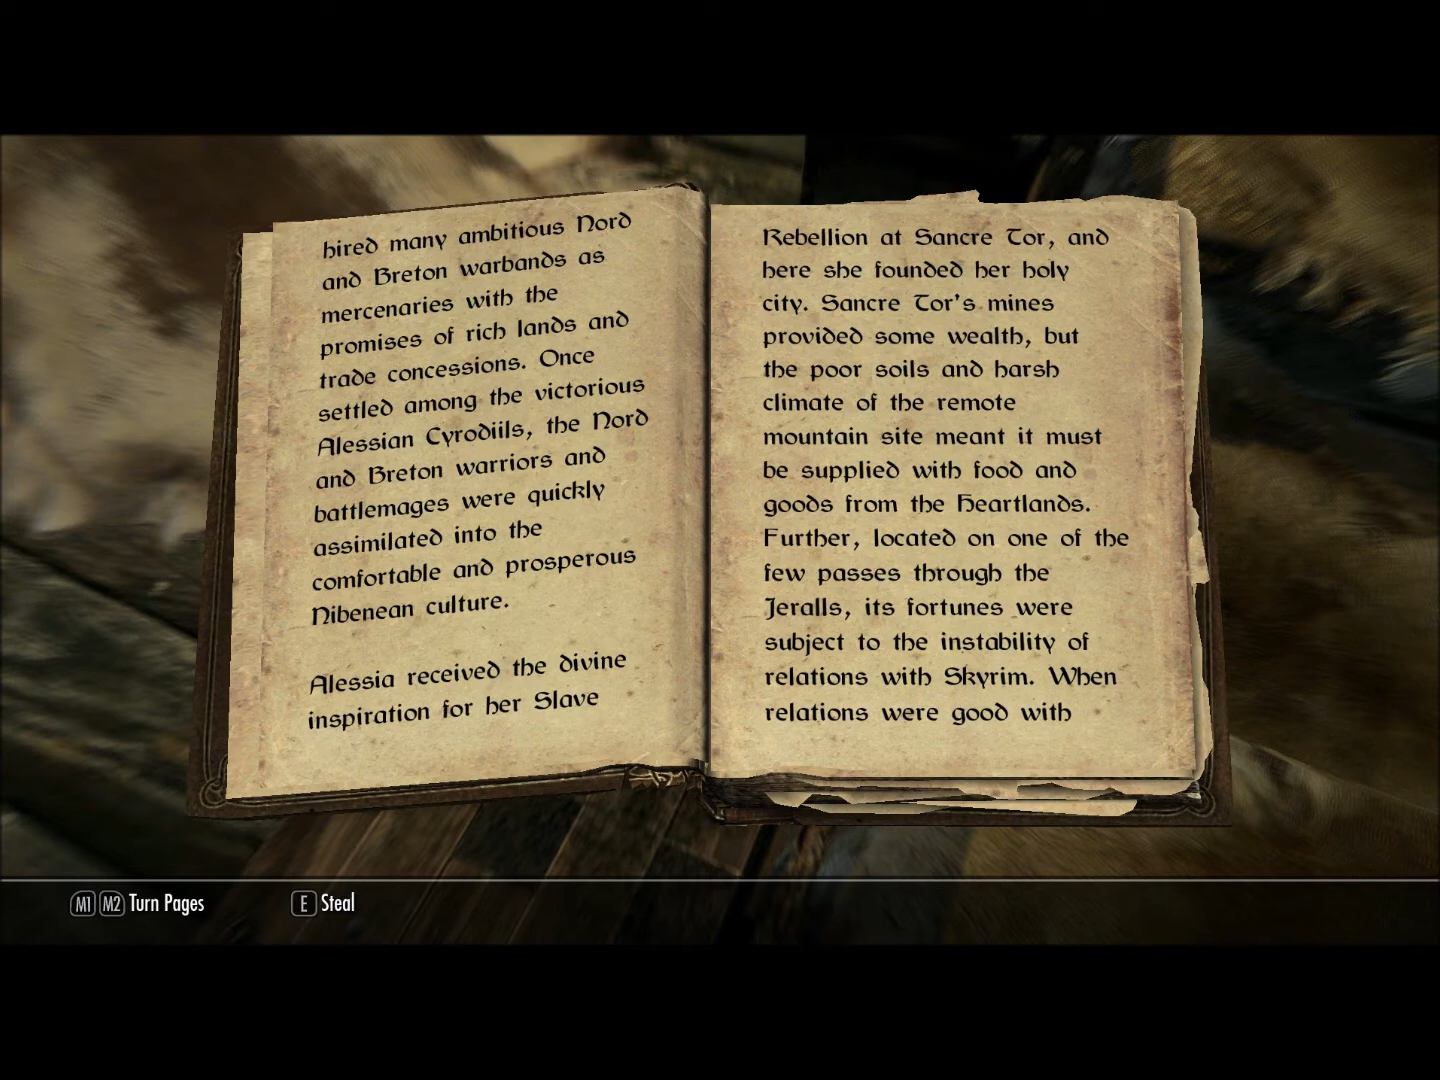 hired many ambitious Nord
and Breton warbands as
mercenaries with the
promises of rich lands and
trade concessions. Once
settled among the victorious
Alessian Cyrodiils, the Nord
and Breton warriors and
battlemages were quickly
assimilated into the
comfortable and prosperous
Nibenean culture.
Alessia received the divine
inspiration for her Slave
Rebellion at Sancre Tor, and
here she founded her holy
city. Sancre Tor's mines
provided some wealth, but
the poor soils and harsh
climate of the remote
mountain site meant it must
be supplied with food and
goods from the Heartlands.
Further, located on one of the
few passes through the
Jeralls, its fortunes were
subject to the instability of
relations with Skyrim. When
relations were good with
M1 M2 Turn Pages E Steal